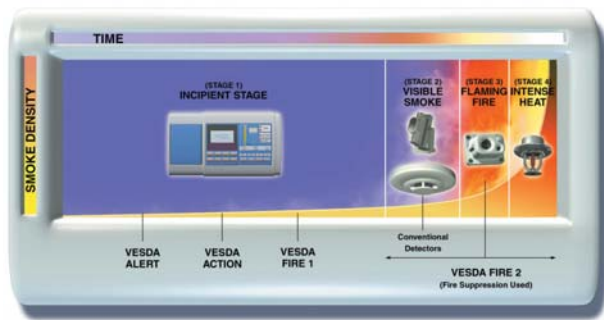 TIME
SMOKE DENSITY
(STAGE 1)
INCIPIENT STAGE
(STAGE 2)
VISIBLE
SMOKE
(STAGE 3)
FLAMING
FIRE
(STAGE 4)
INTENSE
HEAT
VESDA
ALERT
VESDA
ACTION
VESDA
FIRE 1
Conventional
Detectors
VESDA FIRE 2
(Fire Suppression Used)